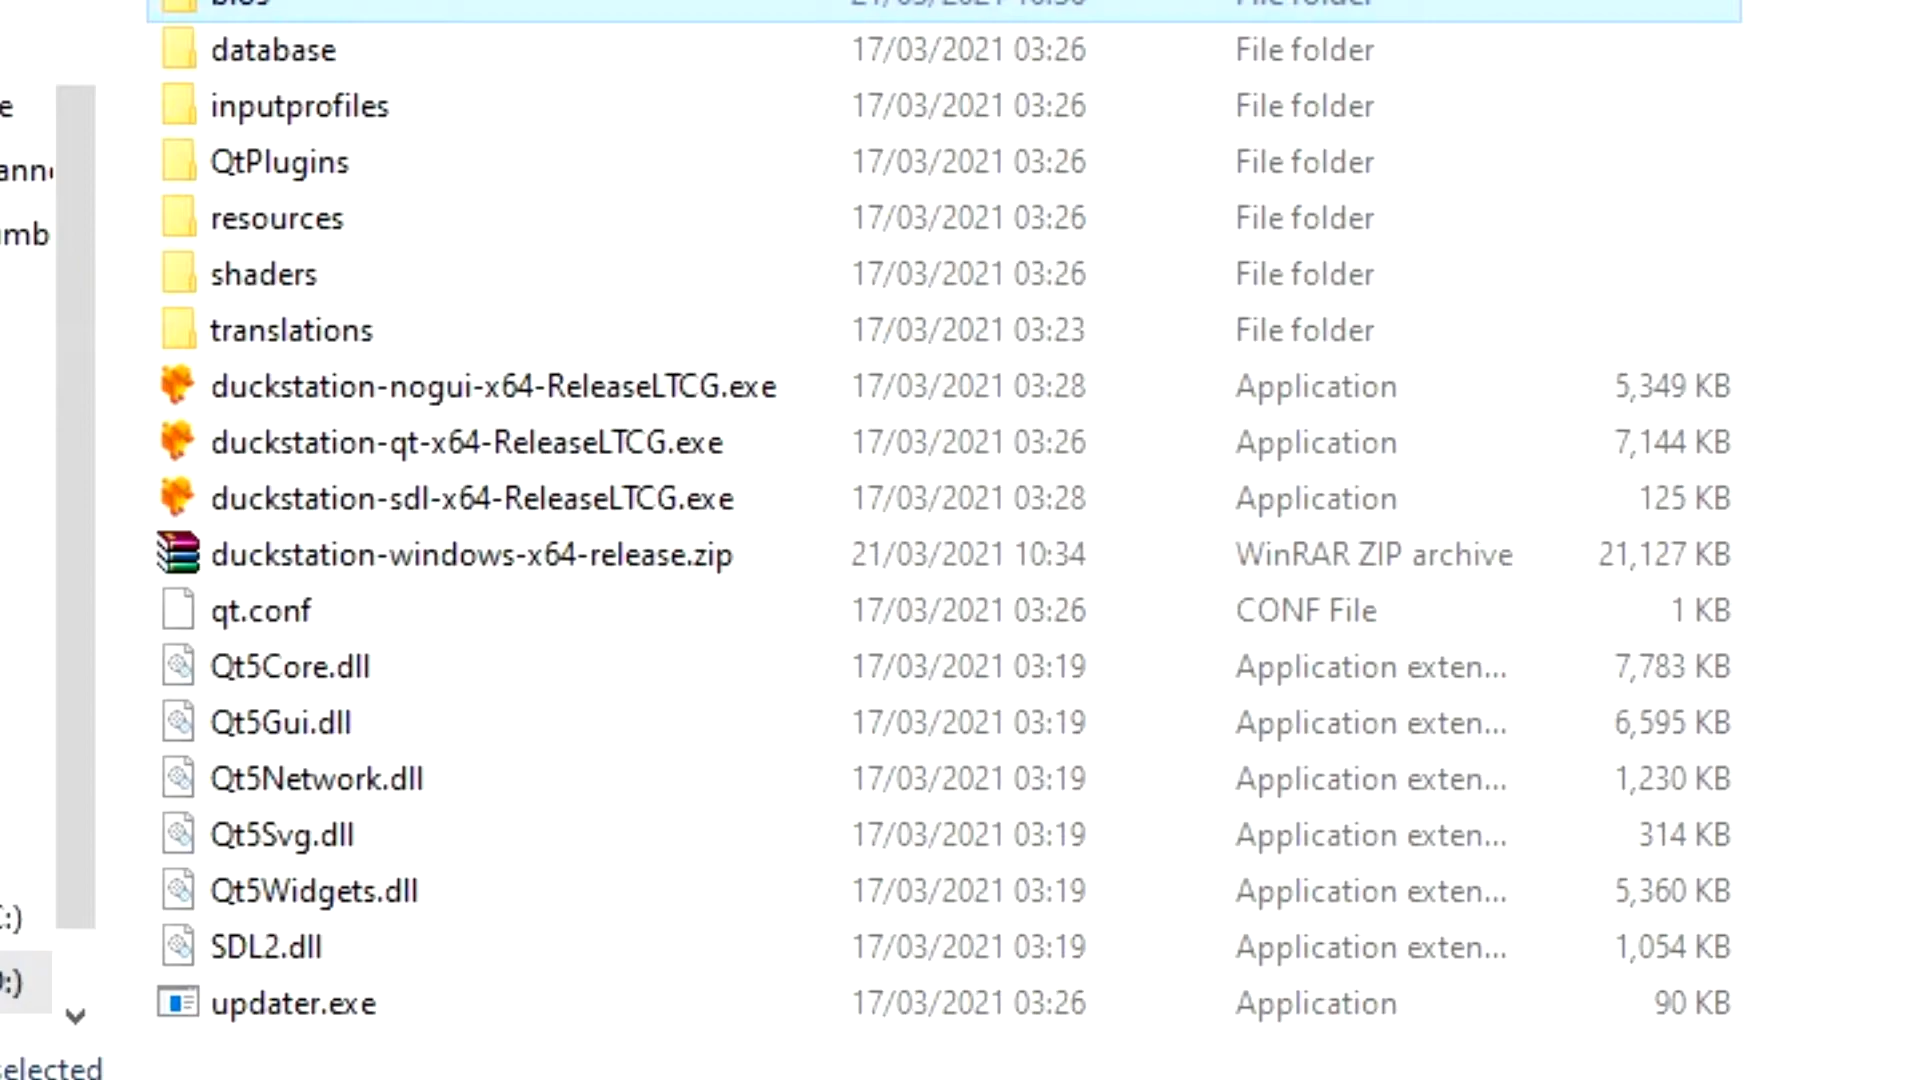 bios 21/03/2021 10:36 File folder
database 17/03/2021 03:26 File folder
inputprofiles 17/03/2021 03:26 File folder
QtPlugins 17/03/2021 03:26 File folder
resources 17/03/2021 03:26 File folder
shaders 17/03/2021 03:26 File folder
translations 17/03/2021 03:23 File folder
duckstation-nogui-x64-ReleaseLTCG.exe 17/03/2021 03:28 Application 5,349 KB
duckstation-qt-x64-ReleaseLTCG.exe 17/03/2021 03:26 Application 7,144 KB
duckstation-sdl-x64-ReleaseLTCG.exe 17/03/2021 03:28 Application 125 KB
duckstation-windows-x64-release.zip 21/03/2021 10:34 WinRAR ZIP archive 21,127 KB
qt.conf 17/03/2021 03:26 CONF File 1 KB
Qt5Core.dll 17/03/2021 03:19 Application exten... 7,783 KB
Qt5Gui.dll 17/03/2021 03:19 Application exten... 6,595 KB
Qt5Network.dll 17/03/2021 03:19 Application exten... 1,230 KB
Qt5Svg.dll 17/03/2021 03:19 Application exten... 314 KB
Qt5Widgets.dll 17/03/2021 03:19 Application exten... 5,360 KB
SDL2.dll 17/03/2021 03:19 Application exten... 1,054 KB
updater.exe 17/03/2021 03:26 Application 90 KB
selected